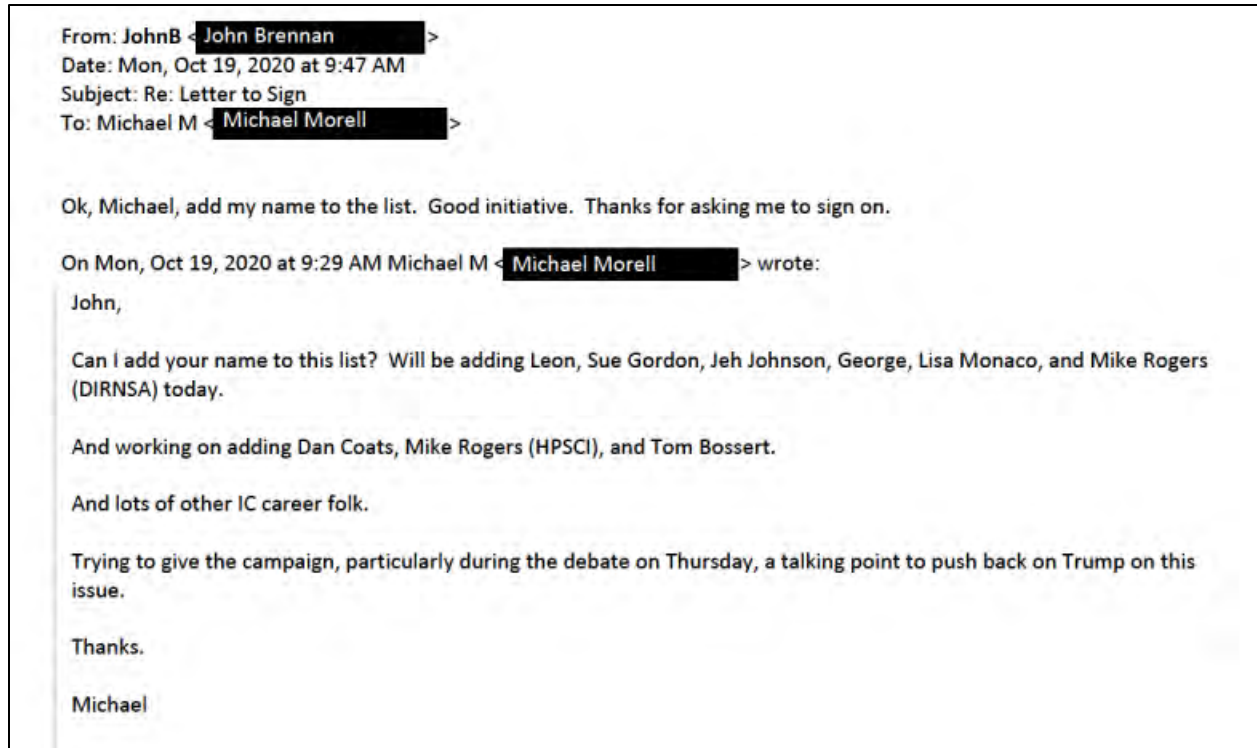 From: JohnB < John Brennan >
Date: Mon, Oct 19, 2020 at 9:47 AM
Subject: Re: Letter to Sign
To: Michael M < Michael Morell >
Ok, Michael, add my name to the list. Good initiative. Thanks for asking me to sign on.
On Mon, Oct 19, 2020 at 9:29 AM Michael M < Michael Morell > wrote:
John,
Can I add your name to this list? Will be adding Leon, Sue Gordon, Jeh Johnson, George, Lisa Monaco, and Mike Rogers
(DIRNSA) today.
And working on adding Dan Coats, Mike Rogers (HPSCI), and Tom Bossert.
And lots of other IC career folk.
Trying to give the campaign, particularly during the debate on Thursday, a talking point to push back on Trump on this
issue.
Thanks.
Michael